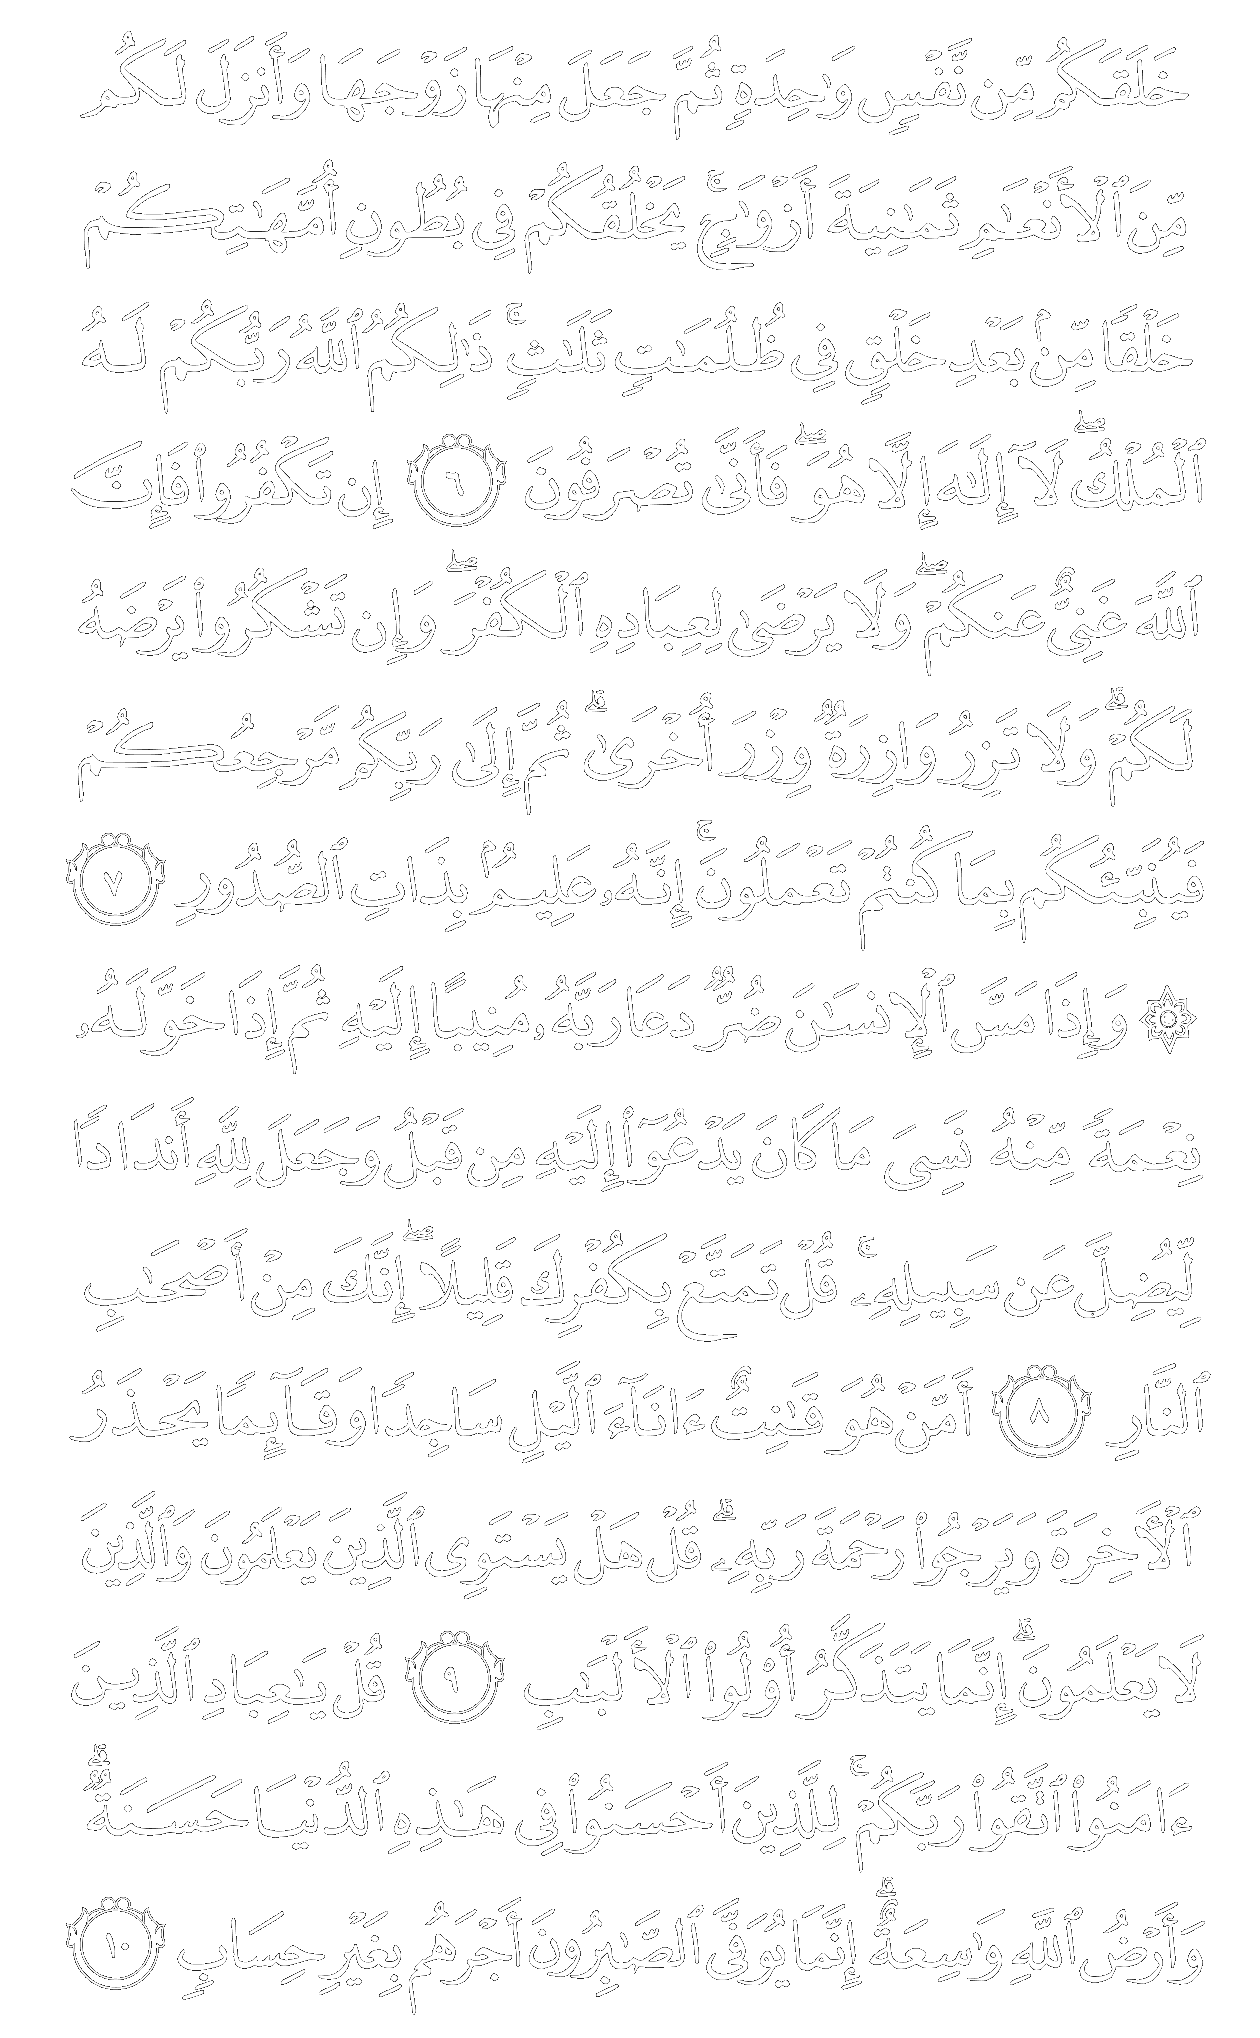 خَلَقَكُم مِّن نَّفْسٍ وَٰحِدَةٍ ثُمَّ جَعَلَ مِنْهَا زَوْجَهَا وَأَنزَلَ لَكُم
مِّنَ ٱلْأَنْعَـٰمِ ثَمَـٰنِيَةَ أَزْوَٰجٍ ۚ يَخْلُقُكُمْ فِى بُطُونِ أُمَّهَـٰتِكُمْ
خَلْقًا مِّنۢ بَعْدِ خَلْقٍ فِى ظُلُمَـٰتٍ ثَلَـٰثٍ ۚ ذَٰلِكُمُ ٱللَّهُ رَبُّكُمْ لَهُ
ٱلْمُلْكُ ۖ لَآ إِلَـٰهَ إِلَّا هُوَ ۖ فَأَنَّىٰ تُصْرَفُونَ ٦ إِن تَكْفُرُوا۟ فَإِنَّ
ٱللَّهَ غَنِىٌّ عَنكُمْ ۖ وَلَا يَرْضَىٰ لِعِبَادِهِ ٱلْكُفْرَ ۖ وَإِن تَشْكُرُوا۟ يَرْضَهُ
لَكُمْ ۗ وَلَا تَزِرُ وَازِرَةٌ وِزْرَ أُخْرَىٰ ۗ ثُمَّ إِلَىٰ رَبِّكُم مَّرْجِعُكُمْ
فَيُنَبِّئُكُم بِمَا كُنتُمْ تَعْمَلُونَ ۚ إِنَّهُۥ عَلِيمٌۢ بِذَاتِ ٱلصُّدُورِ ٧
۞ وَإِذَا مَسَّ ٱلْإِنسَـٰنَ ضُرٌّ دَعَا رَبَّهُۥ مُنِيبًا إِلَيْهِ ثُمَّ إِذَا خَوَّلَهُۥ
نِعْمَةً مِّنْهُ نَسِىَ مَا كَانَ يَدْعُوٓا۟ إِلَيْهِ مِن قَبْلُ وَجَعَلَ لِلَّهِ أَندَادًا
لِّيُضِلَّ عَن سَبِيلِهِۦ ۚ قُلْ تَمَتَّعْ بِكُفْرِكَ قَلِيلًا ۖ إِنَّكَ مِنْ أَصْحَـٰبِ
ٱلنَّارِ ٨ أَمَّنْ هُوَ قَـٰنِتٌ ءَانَآءَ ٱلَّيْلِ سَاجِدًا وَقَآئِمًا يَحْذَرُ
ٱلْـَٔاخِرَةَ وَيَرْجُوا۟ رَحْمَةَ رَبِّهِۦ ۗ قُلْ هَلْ يَسْتَوِى ٱلَّذِينَ يَعْلَمُونَ وَٱلَّذِينَ
لَا يَعْلَمُونَ ۗ إِنَّمَا يَتَذَكَّرُ أُو۟لُوا۟ ٱلْأَلْبَـٰبِ ٩ قُلْ يَـٰعِبَادِ ٱلَّذِينَ
ءَامَنُوا۟ ٱتَّقُوا۟ رَبَّكُمْ ۚ لِلَّذِينَ أَحْسَنُوا۟ فِى هَـٰذِهِ ٱلدُّنْيَا حَسَنَةٌ ۗ
وَأَرْضُ ٱللَّهِ وَٰسِعَةٌ ۗ إِنَّمَا يُوَفَّى ٱلصَّـٰبِرُونَ أَجْرَهُم بِغَيْرِ حِسَابٍ ١٠